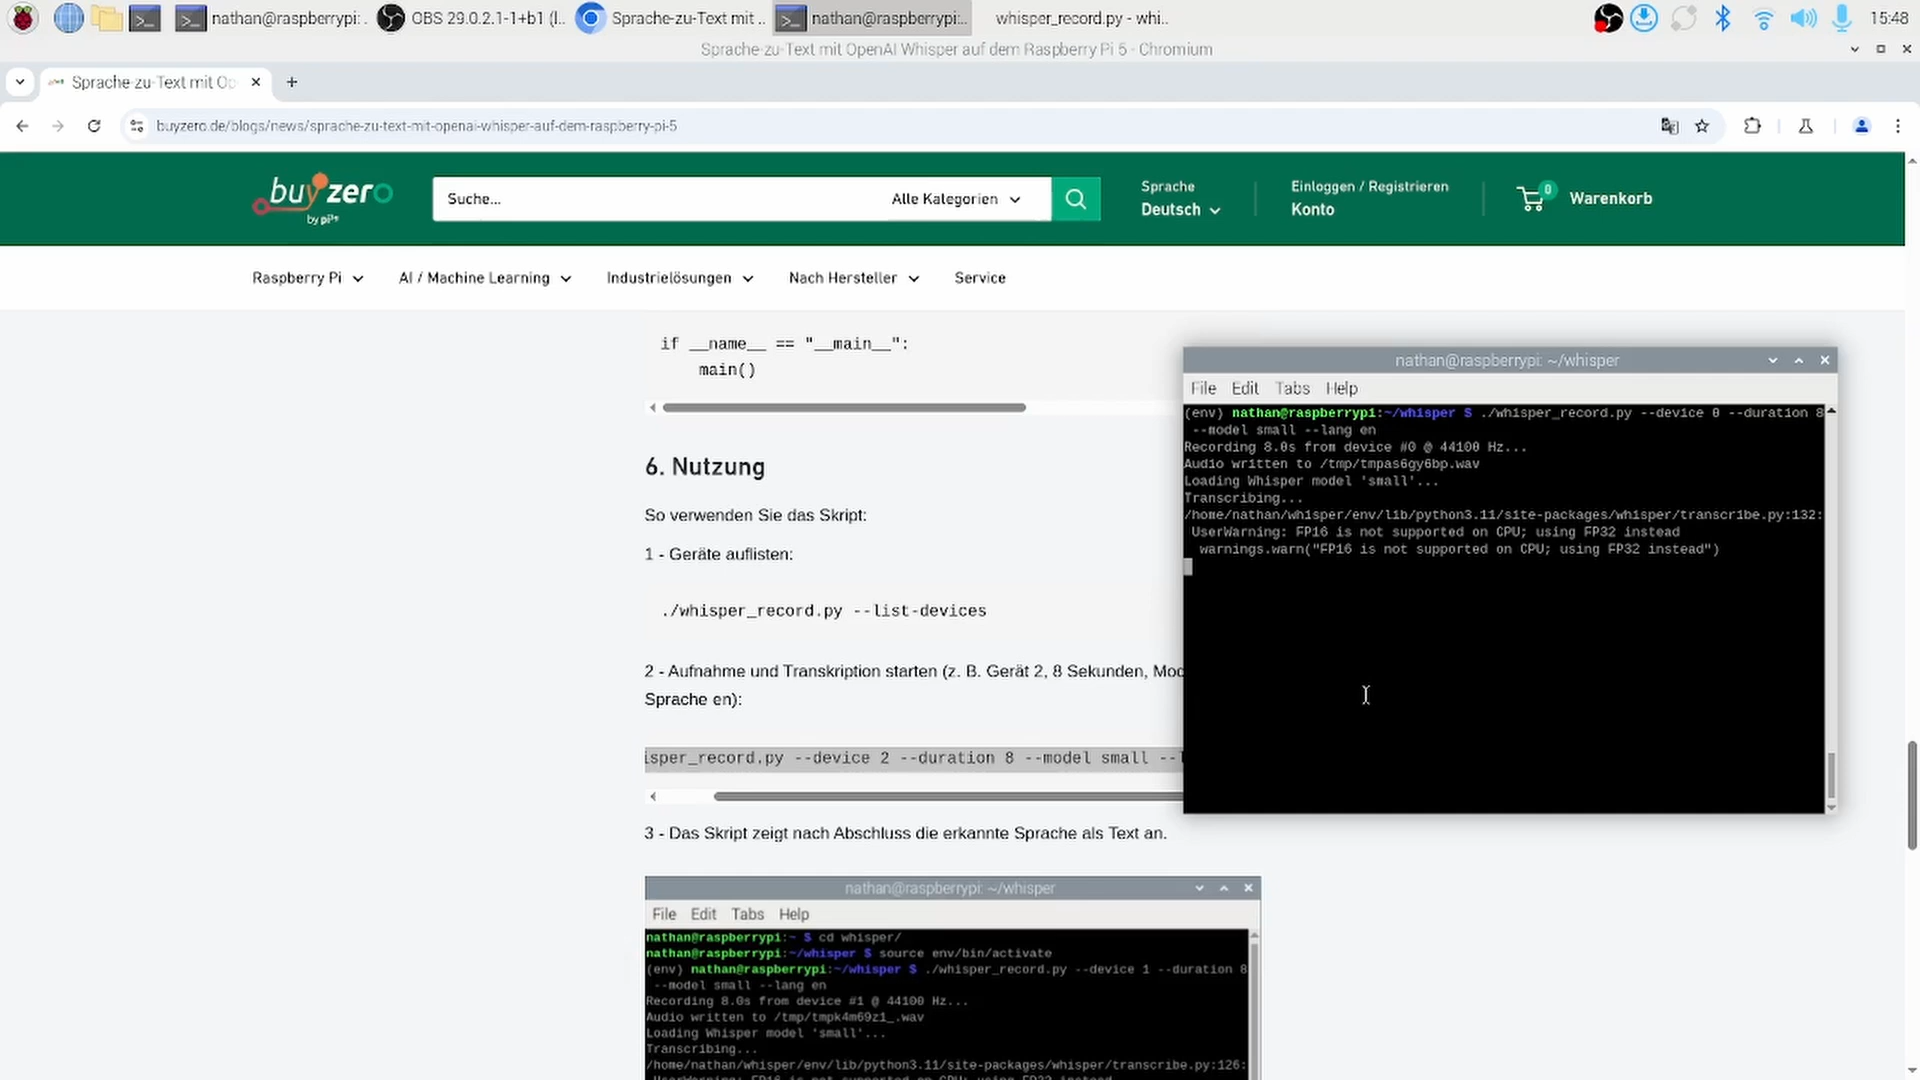 nathan@raspberrypi: OBS 29.0.2.1-1+b1 (l.. Sprache-zu-Text mit .. nathan@raspberrypi:.. whisper_record.py - whi.. 15:48
Sprache-zu-Text mit OpenAI Whisper auf dem Raspberry Pi 5 - Chromium
Sprache-zu-Text mit Op
buyzero.de/blogs/news/sprache-zu-text-mit-openai-whisper-auf-dem-raspberry-pi-5
buyzero
by pi3g
Suche...
Alle Kategorien
Sprache
Deutsch
Einloggen / Registrieren
Konto
0
Warenkorb
Raspberry Pi AI / Machine Learning Industrielösungen Nach Hersteller Service
if __name__ == "__main__":
main()
6. Nutzung
So verwenden Sie das Skript:
1 - Geräte auflisten:
./whisper_record.py --list-devices
2 - Aufnahme und Transkription starten (z. B. Gerät 2, 8 Sekunden, Mod
Sprache en):
isper_record.py --device 2 --duration 8 --model small --l
3 - Das Skript zeigt nach Abschluss die erkannte Sprache als Text an.
nathan@raspberrypi: ~/whisper
File Edit Tabs Help
(env) nathan@raspberrypi:~/whisper $ ./whisper_record.py --device 0 --duration 8
--model small --lang en
Recording 8.0s from device #0 @ 44100 Hz...
Audio written to /tmp/tmpas6gy6bp.wav
Loading Whisper model 'small'...
Transcribing...
/home/nathan/whisper/env/lib/python3.11/site-packages/whisper/transcribe.py:132:
UserWarning: FP16 is not supported on CPU; using FP32 instead
warnings.warn("FP16 is not supported on CPU; using FP32 instead")
nathan@raspberrypi: ~/whisper
File Edit Tabs Help
nathan@raspberrypi:~ $ cd whisper/
nathan@raspberrypi:~/whisper $ source env/bin/activate
(env) nathan@raspberrypi:~/whisper $ ./whisper_record.py --device 1 --duration 8
--model small --lang en
Recording 8.0s from device #1 @ 44100 Hz...
Audio written to /tmp/tmpk4m69z1_.wav
Loading Whisper model 'small'...
Transcribing...
/home/nathan/whisper/env/lib/python3.11/site-packages/whisper/transcribe.py:126:
UserWarning: FP16 is not supported on CPU; using FP32 instead